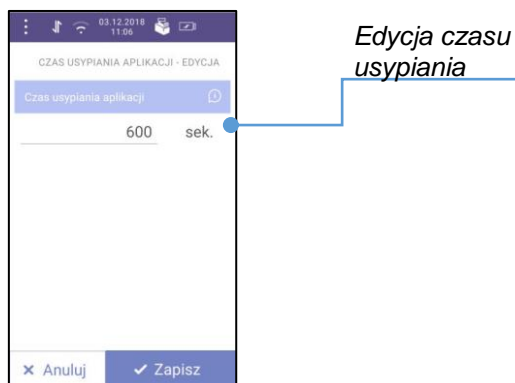 03.12.2018
11:06
CZAS USYPIANIA APLIKACJI - EDYCJA
Czas usypiania aplikacji
600 sek.
Anuluj
Zapisz
Edycja czasu
usypiania